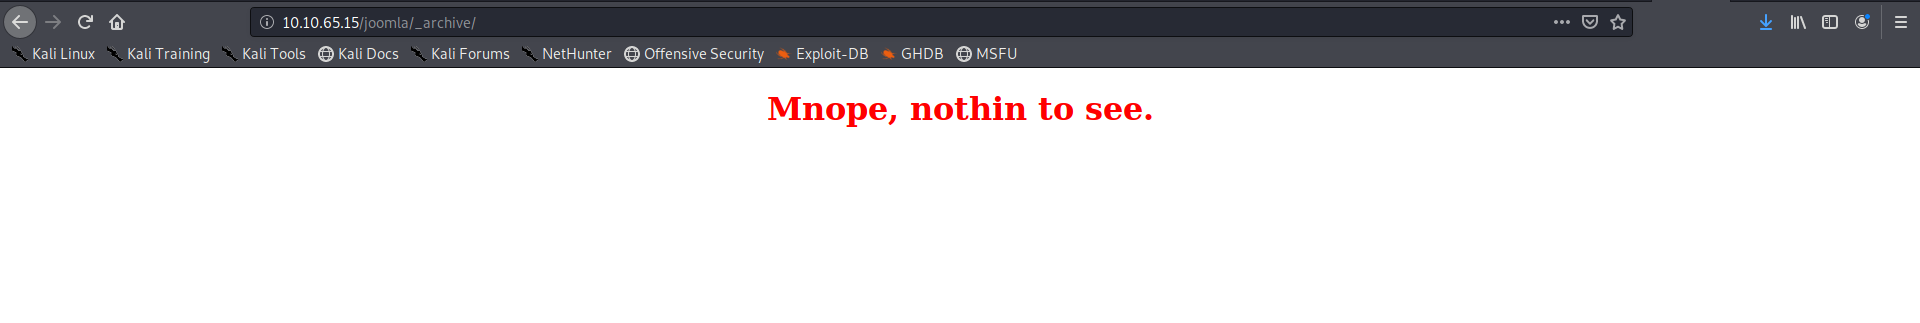 10.10.65.15/joomla/_archive/
Kali Linux Kali Training Kali Tools Kali Docs Kali Forums NetHunter Offensive Security Exploit-DB GHDB MSFU
Mnope, nothin to see.